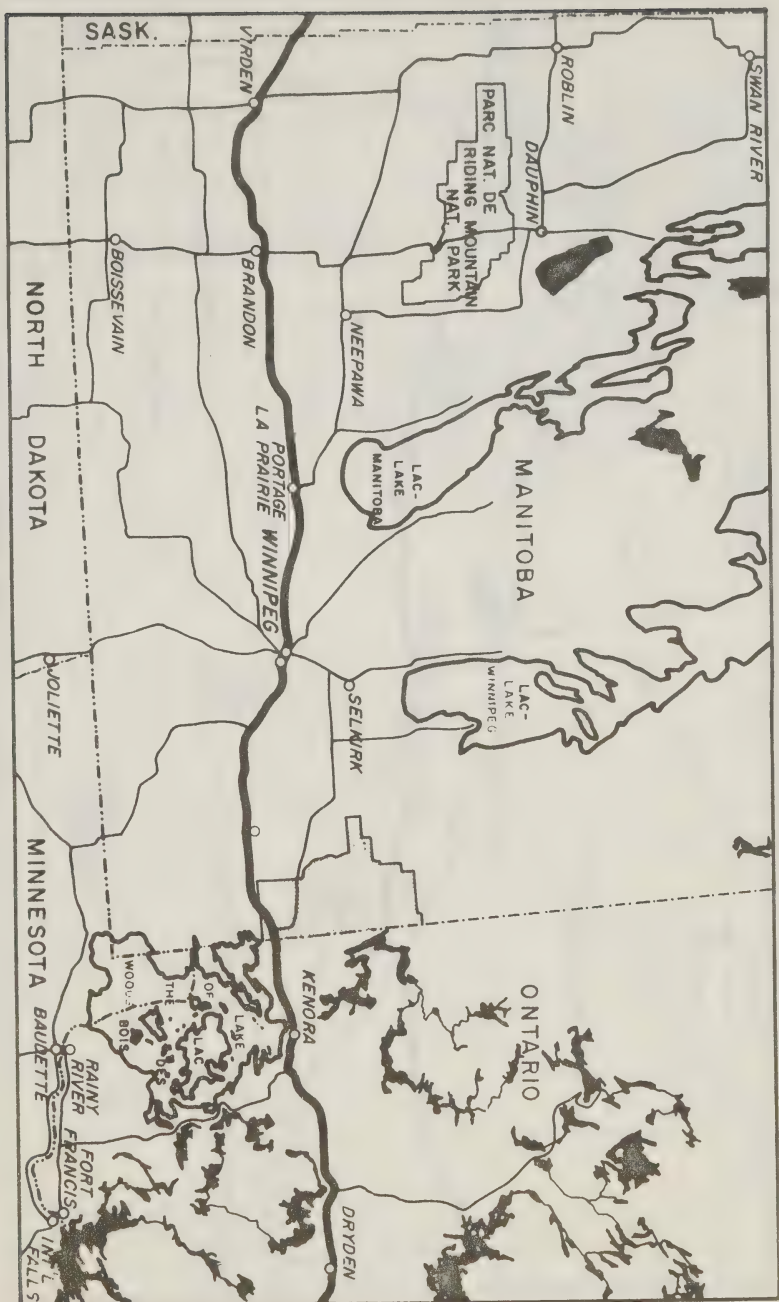 SASK.
SWAN RIVER
ROBLIN
DAUPHIN
PARC NAT. DE
RIDING MOUNTAIN
NAT. PARK
VIRDEN
BRANDON
BOISSEVAIN
NEEPAWA
NORTH DAKOTA
MANITOBA
LAC-
LAKE
MANITOBA
PORTAGE
LA PRAIRIE
WINNIPEG
LAC-
LAKE
WINNIPEG
SELKIRK
JOLIETTE
MINNESOTA
ONTARIO
KENORA
LAKE
OF
THE
WOODS
LAC
DES
BOIS
BAUDETTE
RAINY
RIVER
FORT
FRANCIS
INT'L
FALLS
DRYDEN